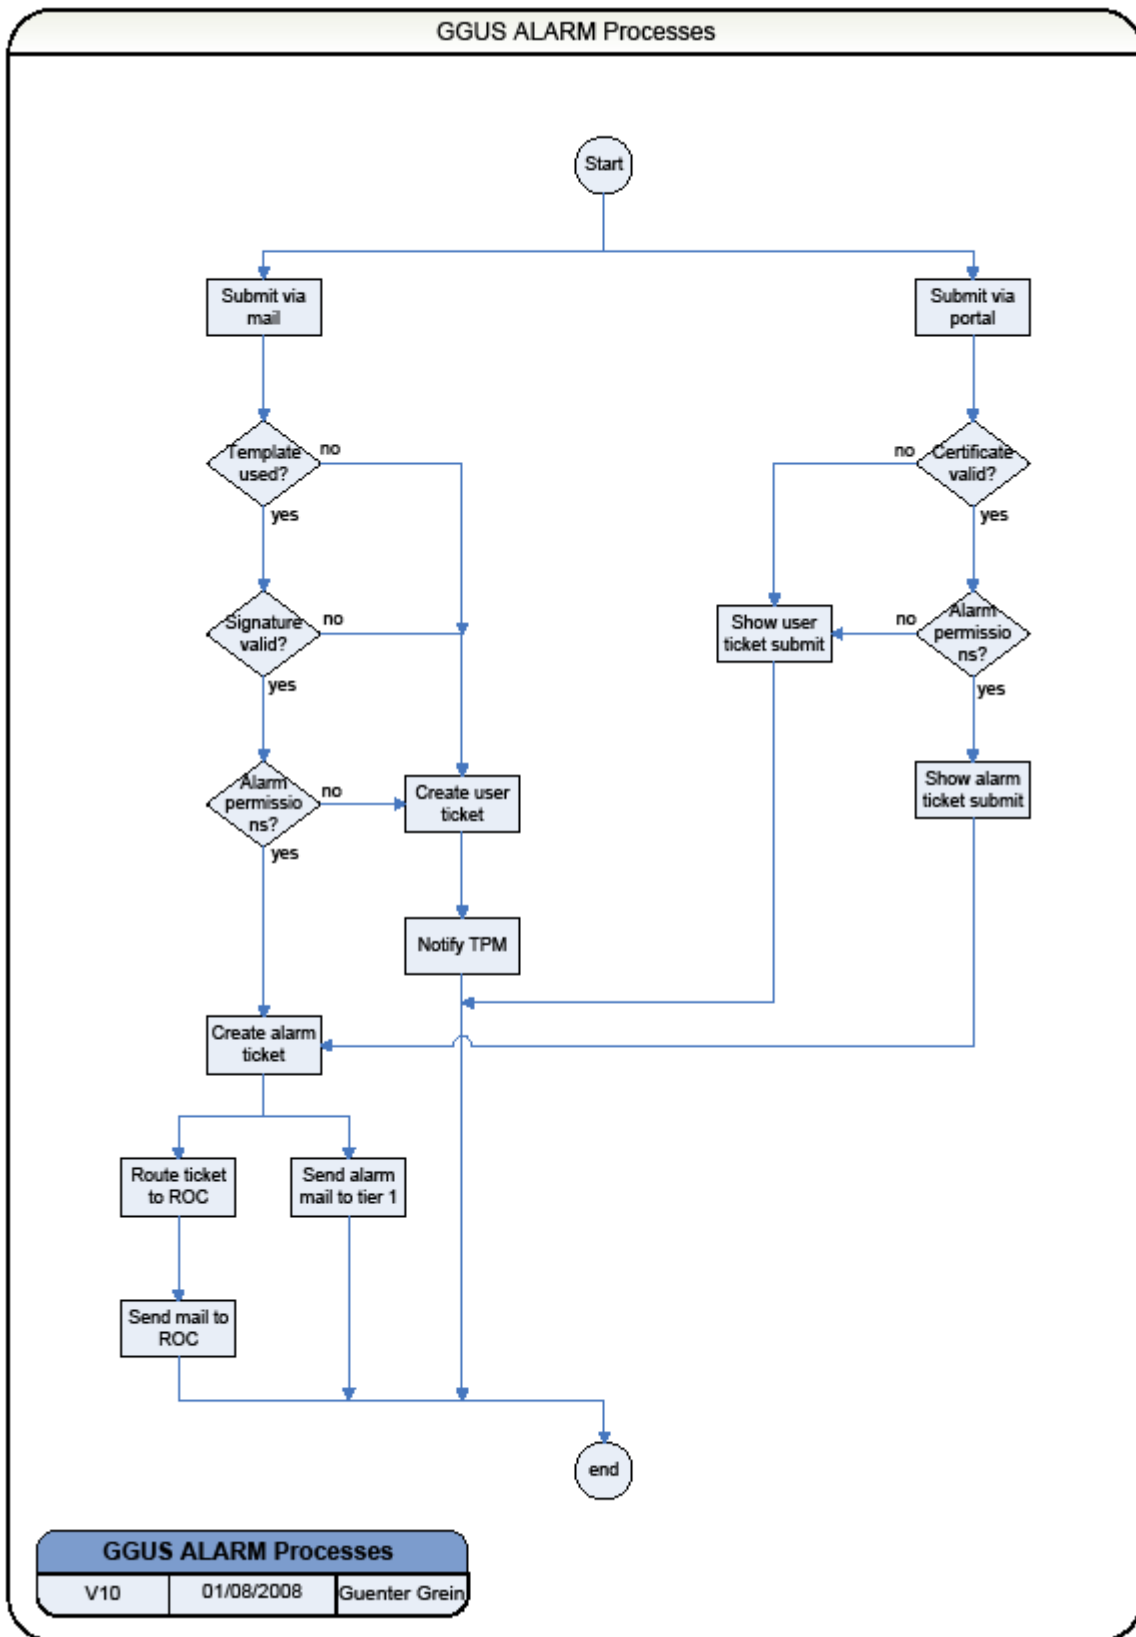 GGUS ALARM Processes
Start
Submit via
mail
Submit via
portal
Template
used?
no
yes
no
Certificate
valid?
yes
Signature
valid?
no
yes
Show user
ticket submit
no
Alarm
permissio
ns?
yes
Alarm
permissio
ns?
no
yes
Create user
ticket
Show alarm
ticket submit
Notify TPM
Create alarm
ticket
Route ticket
to ROC
Send alarm
mail to tier 1
Send mail to
ROC
end
GGUS ALARM Processes
V10
01/08/2008
Guenter Grein